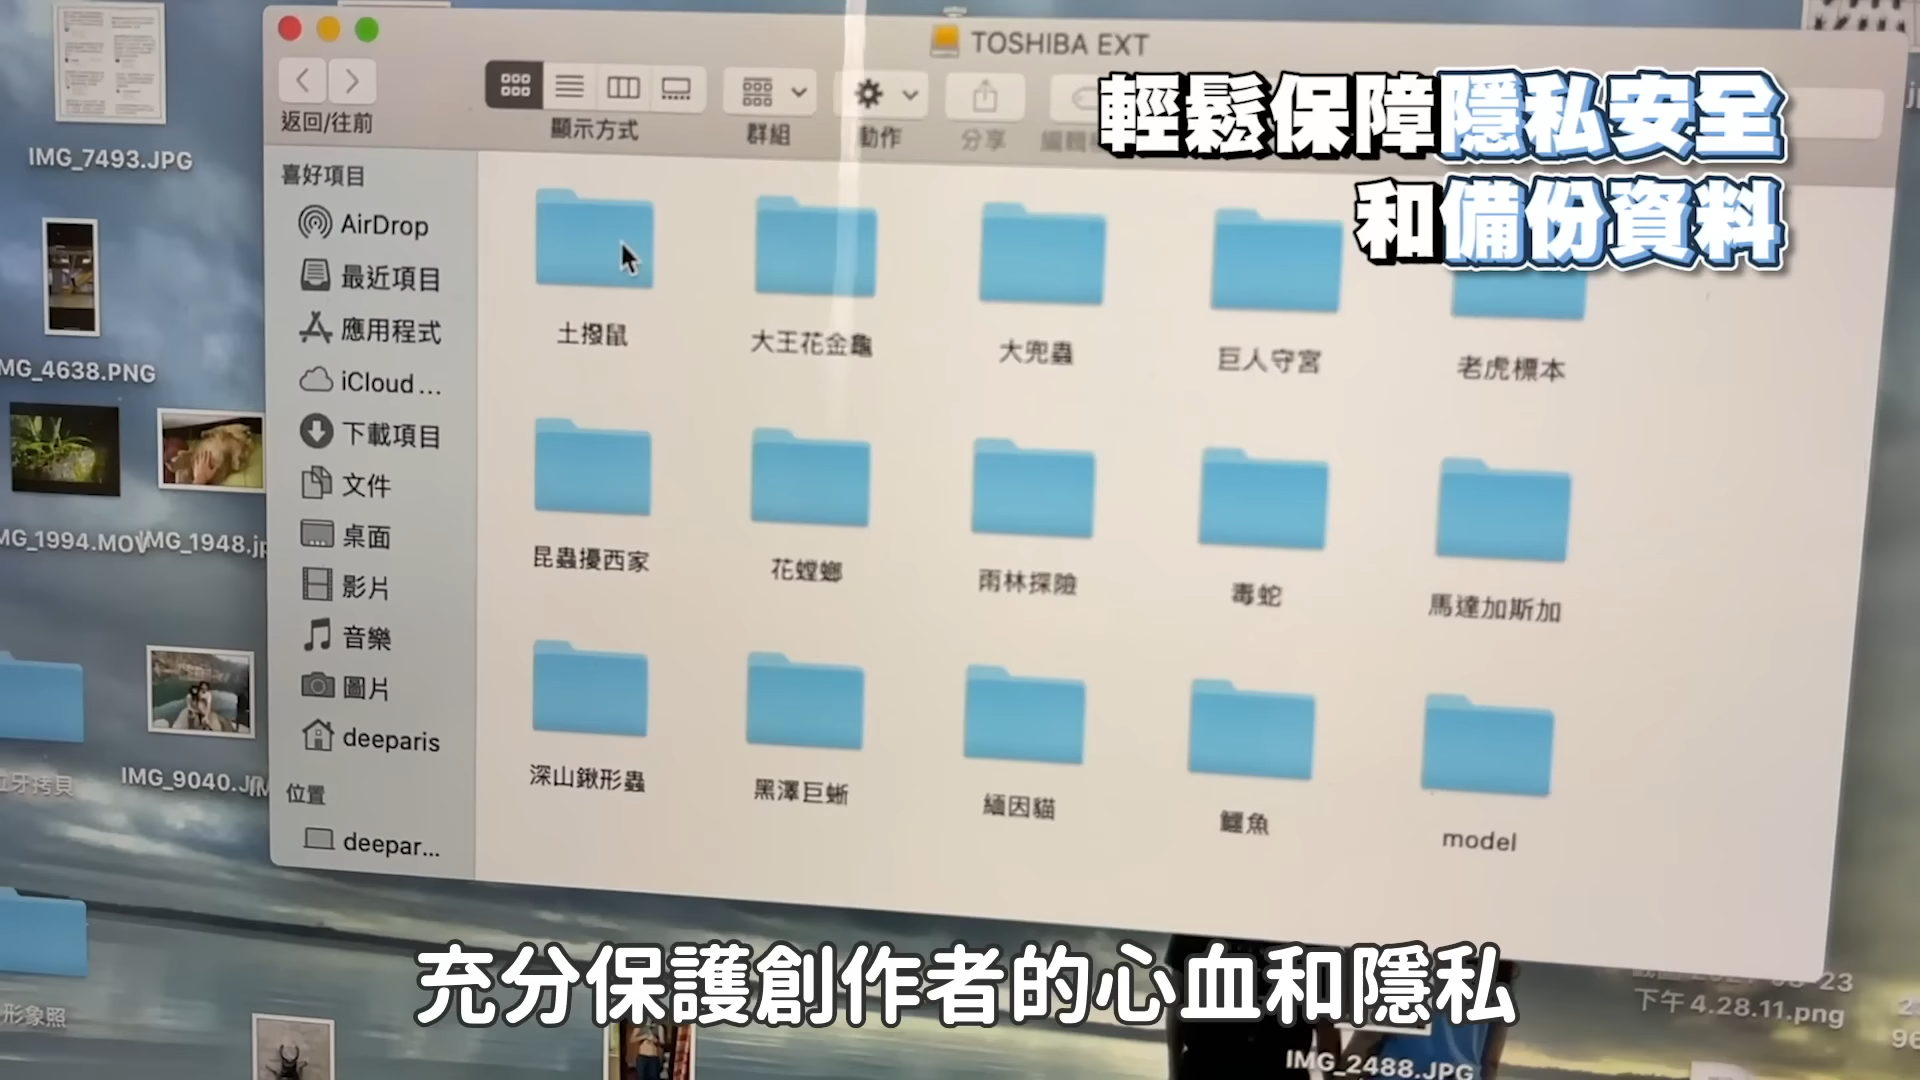 TOSHIBA EXT
輕鬆保障隱私安全
和備份資料
返回/往前
顯示方式
群組
動作
分享
喜好項目
AirDrop
最近項目
應用程式
iCloud...
下載項目
文件
桌面
影片
音樂
圖片
deeparis
位置
deepar...
土撥鼠
大王花金龜
大兜蟲
巨人守宮
老虎標本
昆蟲擾西家
花螳螂
雨林探險
毒蛇
馬達加斯加
深山鍬形蟲
黑澤巨蜥
緬因貓
鱷魚
model
IMG_7493.JPG
MG_4638.PNG
MG_1994.MOV
MG_1948.jp
IMG_9040.J
牙拷貝
形象照
充分保護創作者的心血和隱私
下午4.28.11.png
IMG_2488.JPG